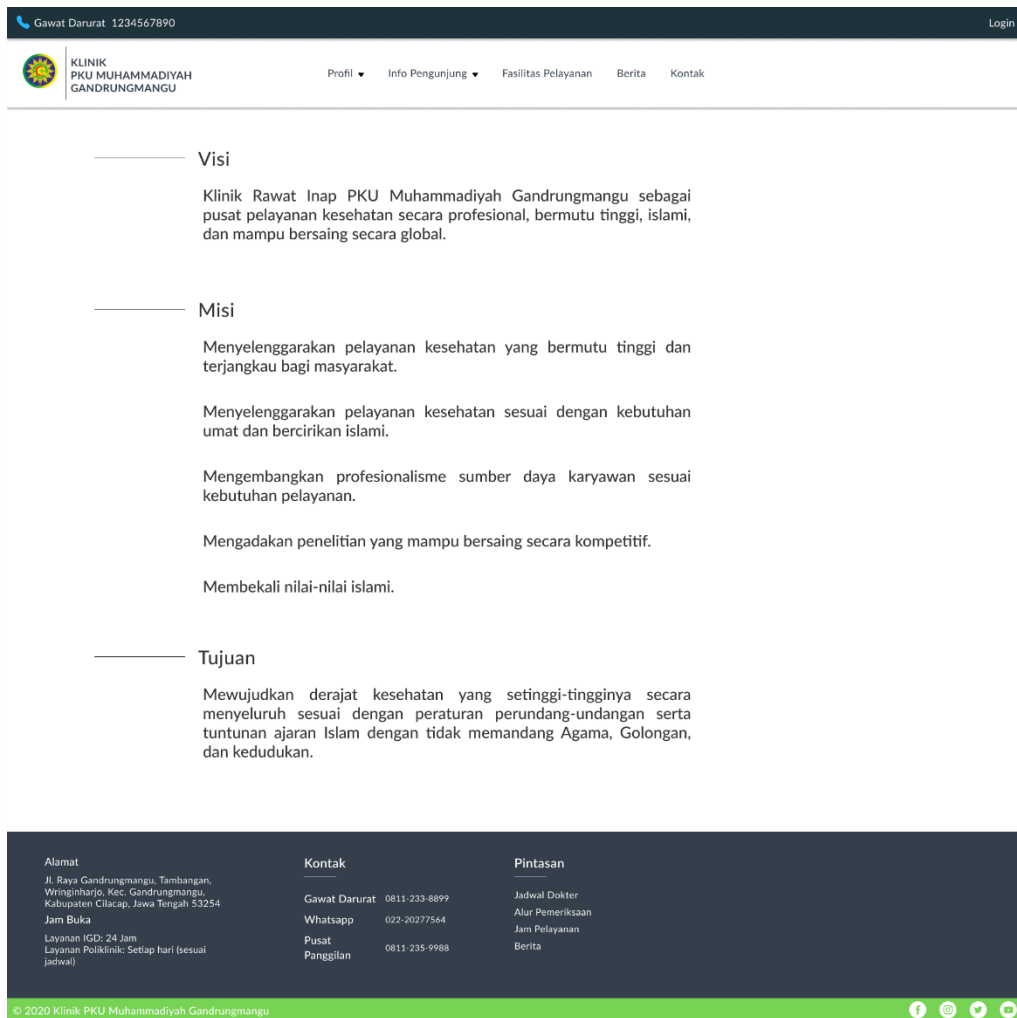 Gawat Darurat 1234567890
Login
KLINIK
PKU MUHAMMADIYAH
GANDRUNGMANGU
Profil
Info Pengunjung
Fasilitas Pelayanan
Berita
Kontak
Visi
Klinik Rawat Inap PKU Muhammadiyah Gandrungmangu sebagai
pusat pelayanan kesehatan secara profesional, bermutu tinggi, islami,
dan mampu bersaing secara global.
Misi
Menyelenggarakan pelayanan kesehatan yang bermutu tinggi dan
terjangkau bagi masyarakat.
Menyelenggarakan pelayanan kesehatan sesuai dengan kebutuhan
umat dan bercirikan islami.
Mengembangkan profesionalisme sumber daya karyawan sesuai
kebutuhan pelayanan.
Mengadakan penelitian yang mampu bersaing secara kompetitif.
Membekali nilai-nilai islami.
Tujuan
Mewujudkan derajat kesehatan yang setinggi-tingginya secara
menyeluruh sesuai dengan peraturan perundang-undangan serta
tuntunan ajaran Islam dengan tidak memandang Agama, Golongan,
dan kedudukan.
Alamat
Jl. Raya Gandrungmangu, Tambangan,
Wringinharjo, Kec. Gandrungmangu,
Kabupaten Cilacap, Jawa Tengah 53254
Jam Buka
Layanan IGD: 24 Jam
Layanan Poliklinik: Setiap hari (sesuai
jadwal)
Kontak
Gawat Darurat 0811-233-8899
Whatsapp 022-20277564
Pusat
Panggilan 0811-235-9988
Pintasan
Jadwal Dokter
Alur Pemeriksaan
Jam Pelayanan
Berita
© 2020 Klinik PKU Muhammadiyah Gandrungmangu